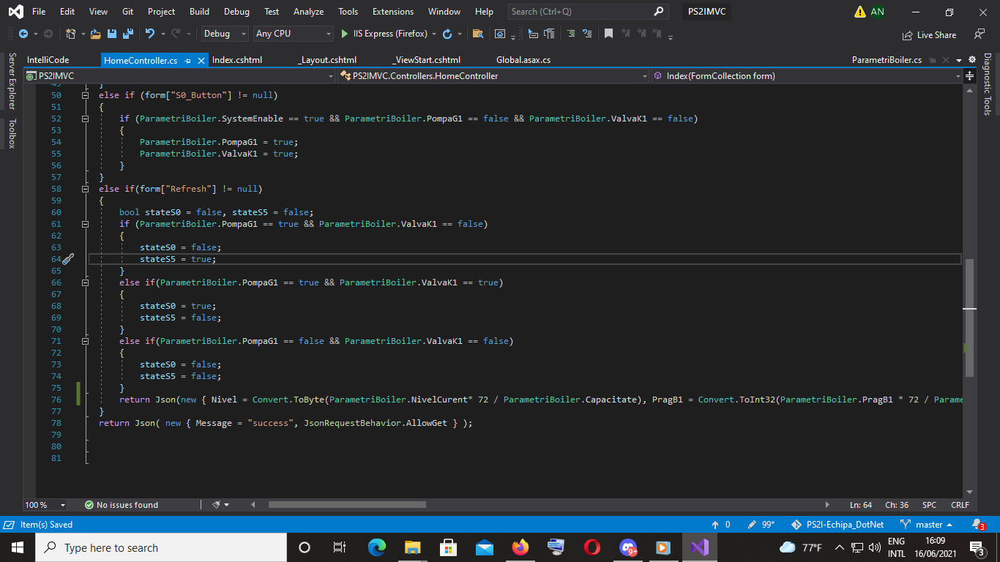 File Edit View Git Project Build Debug Test Analyze Tools Extensions Window Help Search (Ctrl+Q) PS2IMVC AN
Debug Any CPU IIS Express (Firefox) Live Share
IntelliCode HomeController.cs Index.cshtml _Layout.cshtml _ViewStart.cshtml Global.asax.cs ParametriBoiler.cs
PS2IMVC PS2IMVC.Controllers.HomeController Index(FormCollection form)
Server Explorer
Toolbox
Diagnostic Tools
49 }
50 else if (form["S0_Button"] != null)
51 {
52 if (ParametriBoiler.SystemEnable == true && ParametriBoiler.PompaG1 == false && ParametriBoiler.ValvaK1 == false)
53 {
54 ParametriBoiler.PompaG1 = true;
55 ParametriBoiler.ValvaK1 = true;
56 }
57 }
58 else if(form["Refresh"] != null)
59 {
60 bool stateS0 = false, stateS5 = false;
61 if (ParametriBoiler.PompaG1 == true && ParametriBoiler.ValvaK1 == false)
62 {
63 stateS0 = false;
64 stateS5 = true;
65 }
66 else if(ParametriBoiler.PompaG1 == true && ParametriBoiler.ValvaK1 == true)
67 {
68 stateS0 = true;
69 stateS5 = false;
70 }
71 else if(ParametriBoiler.PompaG1 == false && ParametriBoiler.ValvaK1 == false)
72 {
73 stateS0 = false;
74 stateS5 = false;
75 }
76 return Json(new { Nivel = Convert.ToByte(ParametriBoiler.NivelCurent* 72 / ParametriBoiler.Capacitate), PragB1 = Convert.ToInt32(ParametriBoiler.PragB1 * 72 / Parame
77 }
78 return Json( new { Message = "success", JsonRequestBehavior.AllowGet } );
79
80
81
100 % No issues found Ln: 64 Ch: 36 SPC CRLF
Item(s) Saved 0 99* PS2I-Echipa_DotNet master 3
Type here to search 9+ 77°F ENG INTL 16:09 16/06/2021 3